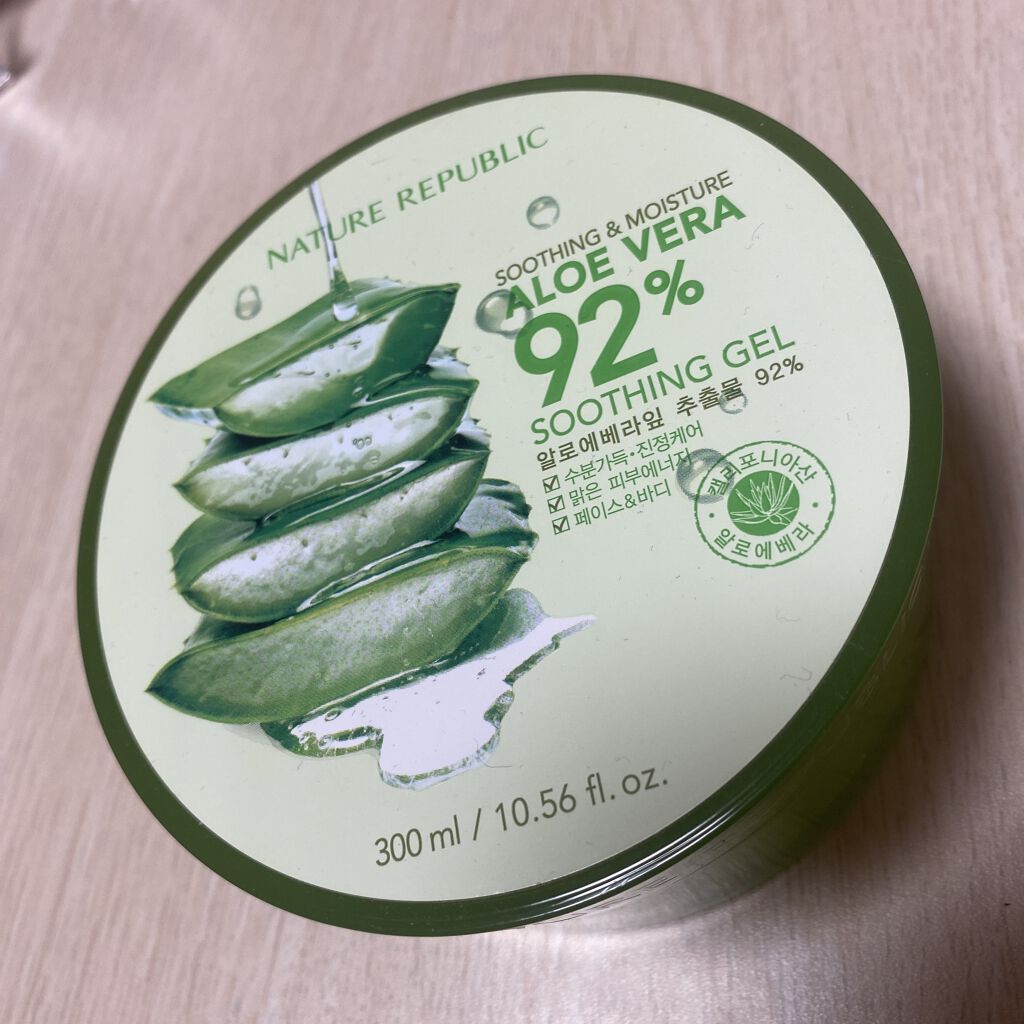 NATURE REPUBLIC
SOOTHING & MOISTURE
ALOE VERA
92%
SOOTHING GEL
알로에베라잎 추출물 92%
수분가득·진정케어
맑은 피부에너지
페이스&바디
캘리포니아산
·알로에베라·
300 ml / 10.56 fl. oz.